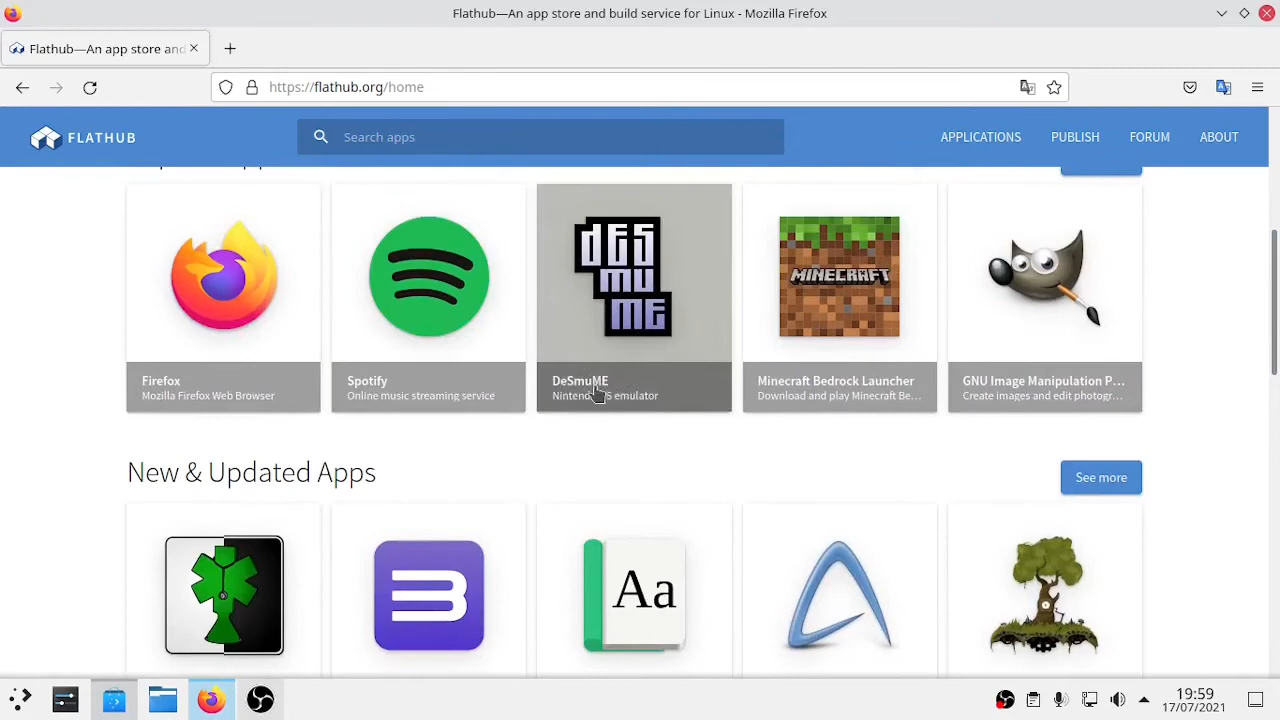 Flathub—An app store and build service for Linux - Mozilla Firefox
Flathub—An app store and
https://flathub.org/home
FLATHUB
Search apps
APPLICATIONS
PUBLISH
FORUM
ABOUT
dES
MU
ME
MINECRAFT
Firefox
Mozilla Firefox Web Browser
Spotify
Online music streaming service
DeSmuME
emulator
Minecraft Bedrock Launcher
Download and play Minecraft Be…
GNU Image Manipulation P…
Create images and edit photogr…
New & Updated Apps
See more
Aa
19:59
17/07/2021